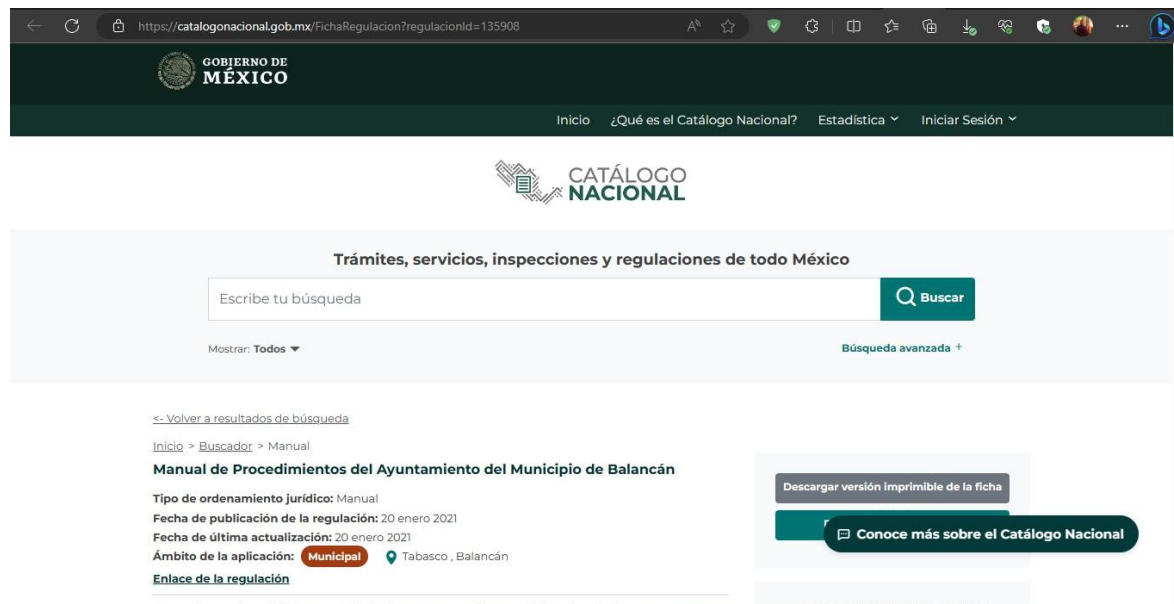 https://catalogonacional.gob.mx/FichaRegulacion?regulacionId=135908
GOBIERNO DE
MÉXICO
Inicio ¿Qué es el Catálogo Nacional? Estadística Iniciar Sesión
CATÁLOGO
NACIONAL
Trámites, servicios, inspecciones y regulaciones de todo México
Escribe tu búsqueda
Buscar
Mostrar: Todos
Búsqueda avanzada +
<- Volver a resultados de búsqueda
Inicio > Buscador > Manual
Manual de Procedimientos del Ayuntamiento del Municipio de Balancán
Tipo de ordenamiento jurídico: Manual
Fecha de publicación de la regulación: 20 enero 2021
Fecha de última actualización: 20 enero 2021
Ámbito de la aplicación: Municipal Tabasco , Balancán
Enlace de la regulación
Descargar versión imprimible de la ficha
Conoce más sobre el Catálogo Nacional